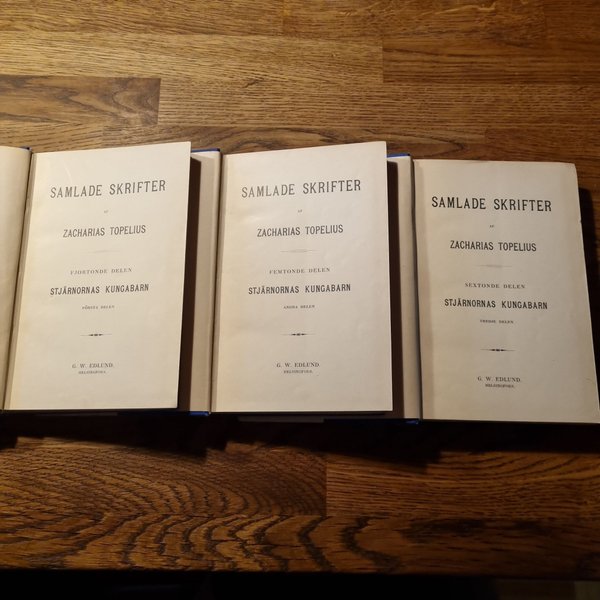 SAMLADE SKRIFTER
AF
ZACHARIAS TOPELIUS
FJORTONDE DELEN
STJÄRNORNAS KUNGABARN
FÖRSTA DELEN
G. W. EDLUND.
HELSINGFORS.
SAMLADE SKRIFTER
AF
ZACHARIAS TOPELIUS
FEMTONDE DELEN
STJÄRNORNAS KUNGABARN
ANDRA DELEN
G. W. EDLUND.
HELSINGFORS.
SAMLADE SKRIFTER
AF
ZACHARIAS TOPELIUS
SEXTONDE DELEN
STJÄRNORNAS KUNGABARN
TREDJE DELEN
G. W. EDLUND.
HELSINGFORS.